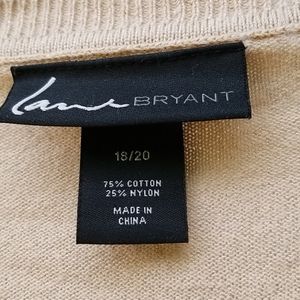 Lane BRYANT
18/20
75% COTTON
25% NYLON
MADE IN
CHINA